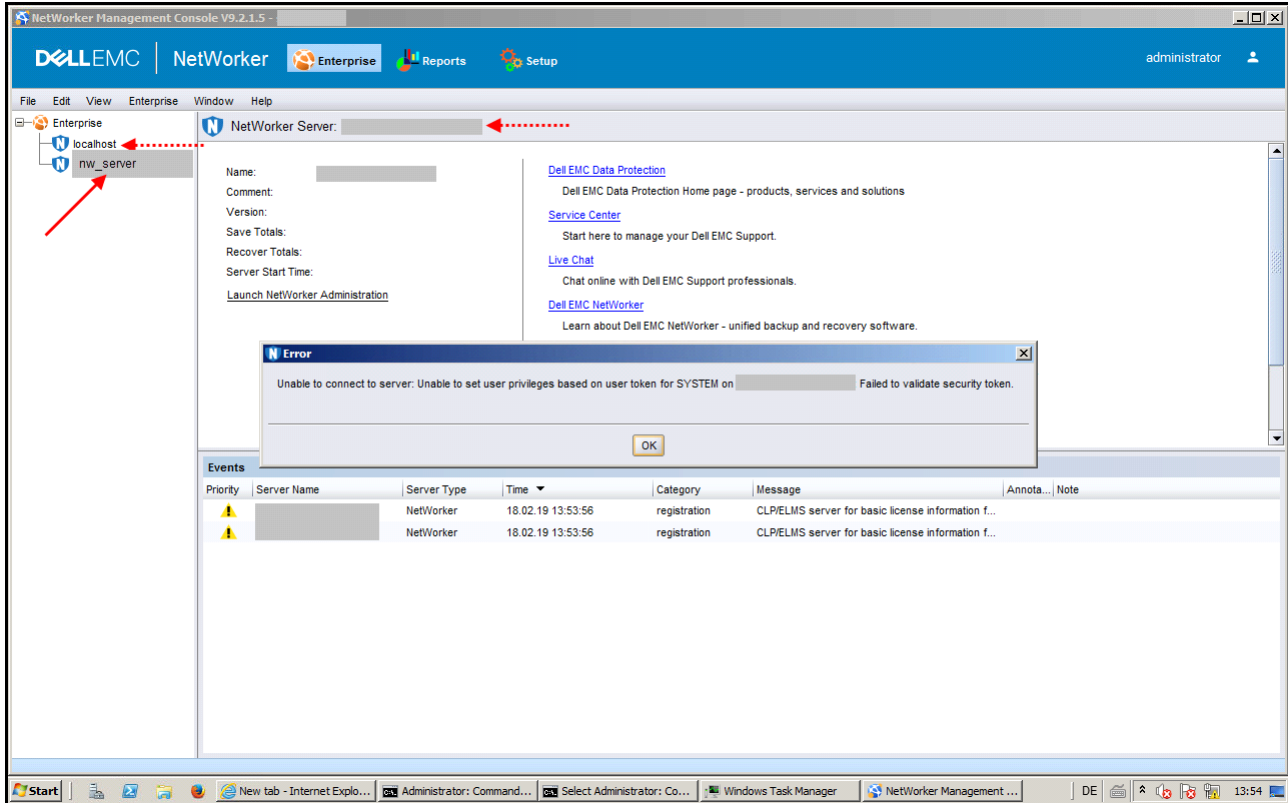 NetWorker Management Console V9.2.1.5 -
DELLEMC NetWorker Enterprise Reports Setup administrator
File Edit View Enterprise Window Help
Enterprise
localhost
nw_server
NetWorker Server:
Name:
Comment:
Version:
Save Totals:
Recover Totals:
Server Start Time:
Launch NetWorker Administration
Dell EMC Data Protection
Dell EMC Data Protection Home page - products, services and solutions
Service Center
Start here to manage your Dell EMC Support.
Live Chat
Chat online with Dell EMC Support professionals.
Dell EMC NetWorker
Learn about Dell EMC NetWorker - unified backup and recovery software.
Error
Unable to connect to server: Unable to set user privileges based on user token for SYSTEM on Failed to validate security token.
OK
Events
Priority Server Name Server Type Time Category Message Annota... Note
NetWorker 18.02.19 13:53:56 registration CLP/ELMS server for basic license information f...
NetWorker 18.02.19 13:53:56 registration CLP/ELMS server for basic license information f...
Start New tab - Internet Explo... Administrator: Command... Select Administrator: Co... Windows Task Manager NetWorker Management ... DE 13:54